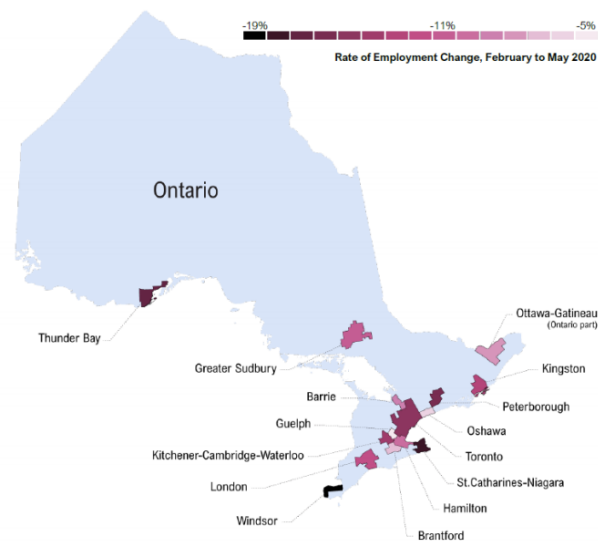 -19%
-11%
-5%
Rate of Employment Change, February to May 2020
Ontario
Ottawa-Gatineau
(Ontario part)
Thunder Bay
Greater Sudbury
Kingston
Barrie
Peterborough
Guelph
Oshawa
Kitchener-Cambridge-Waterloo
Toronto
London
St.Catharines-Niagara
Hamilton
Windsor
Brantford